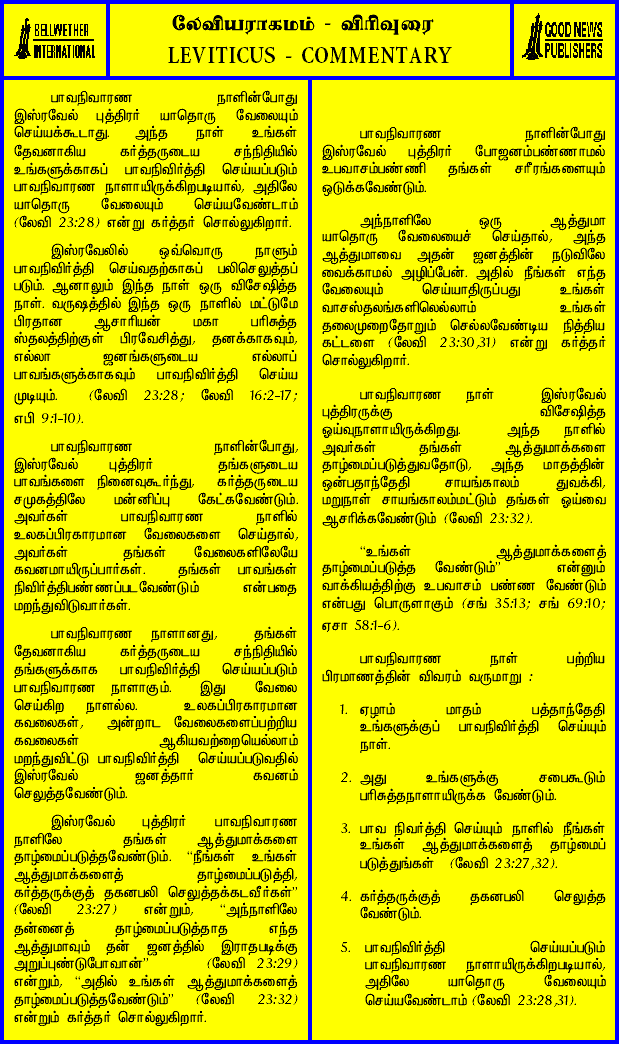 BELLWETHER
INTERNATIONAL
லேவியராகமம் - விரிவுரை
LEVITICUS - COMMENTARY
GOOD NEWS
PUBLISHERS
பாவநிவாரண நாளின்போது
இஸ்ரவேல் புத்திரர் யாதொரு வேலையும்
செய்யக்கூடாது. அந்த நாள் உங்கள்
தேவனாகிய கர்த்தருடைய சந்நிதியில்
உங்களுக்காகப் பாவநிவிர்த்தி செய்யப்படும்
பாவநிவாரண நாளாயிருக்கிறபடியால், அதிலே
யாதொரு வேலையும் செய்யவேண்டாம்
(லேவி 23:28) என்று கர்த்தர் சொல்லுகிறார்.
இஸ்ரவேலில் ஒவ்வொரு நாளும்
பாவநிவிர்த்தி செய்வதற்காகப் பலிசெலுத்தப்
படும். ஆனாலும் இந்த நாள் ஒரு விசேஷித்த
நாள். வருஷத்தில் இந்த ஒரு நாளில் மட்டுமே
பிரதான ஆசாரியன் மகா பரிசுத்த
ஸ்தலத்திற்குள் பிரவேசித்து, தனக்காகவும்,
எல்லா ஜனங்களுடைய எல்லாப்
பாவங்களுக்காகவும் பாவநிவிர்த்தி செய்ய
முடியும். (லேவி 23:28; லேவி 16:2-17;
எபி 9:1-10).
பாவநிவாரண நாளின்போது,
இஸ்ரவேல் புத்திரர் தங்களுடைய
பாவங்களை நினைவுகூர்ந்து, கர்த்தருடைய
சமுகத்திலே மன்னிப்பு கேட்கவேண்டும்.
அவர்கள் பாவநிவாரண நாளில்
உலகப்பிரகாரமான வேலைகளை செய்தால்,
அவர்கள் தங்கள் வேலைகளிலேயே
கவனமாயிருப்பார்கள். தங்கள் பாவங்கள்
நிவிர்த்திபண்ணப்படவேண்டும் என்பதை
மறந்துவிடுவார்கள்.
பாவநிவாரண நாளானது, தங்கள்
தேவனாகிய கர்த்தருடைய சந்நிதியில்
தங்களுக்காக பாவநிவிர்த்தி செய்யப்படும்
பாவநிவாரண நாளாகும். இது வேலை
செய்கிற நாளல்ல. உலகப்பிரகாரமான
கவலைகள், அன்றாட வேலைகளைப்பற்றிய
கவலைகள் ஆகியவற்றையெல்லாம்
மறந்துவிட்டு பாவநிவிர்த்தி செய்யப்படுவதில்
இஸ்ரவேல் ஜனத்தார் கவனம்
செலுத்தவேண்டும்.
இஸ்ரவேல் புத்திரர் பாவநிவாரண
நாளிலே தங்கள் ஆத்துமாக்களை
தாழ்மைப்படுத்தவேண்டும். "நீங்கள் உங்கள்
ஆத்துமாக்களைத் தாழ்மைப்படுத்தி,
கர்த்தருக்குத் தகனபலி செலுத்தக்கடவீர்கள்"
(லேவி 23:27) என்றும், "அந்நாளிலே
தன்னைத் தாழ்மைப்படுத்தாத எந்த
ஆத்துமாவும் தன் ஜனத்தில் இராதபடிக்கு
அறுப்புண்டுபோவான்" (லேவி 23:29)
என்றும், "அதில் உங்கள் ஆத்துமாக்களைத்
தாழ்மைப்படுத்தவேண்டும்" (லேவி 23:32)
என்றும் கர்த்தர் சொல்லுகிறார்.
பாவநிவாரண நாளின்போது
இஸ்ரவேல் புத்திரர் போஜனம்பண்ணாமல்
உபவாசம்பண்ணி தங்கள் சரீரங்களையும்
ஒடுக்கவேண்டும்.
அந்நாளிலே ஒரு ஆத்துமா
யாதொரு வேலையைச் செய்தால், அந்த
ஆத்துமாவை அதன் ஜனத்தின் நடுவிலே
வைக்காமல் அழிப்பேன். அதில் நீங்கள் எந்த
வேலையும் செய்யாதிருப்பது உங்கள்
வாசஸ்தலங்களிலெல்லாம் உங்கள்
தலைமுறைதோறும் செல்லவேண்டிய நித்திய
கட்டளை (லேவி 23:30,31) என்று கர்த்தர்
சொல்லுகிறார்.
பாவநிவாரண நாள் இஸ்ரவேல்
புத்திரருக்கு விசேஷித்த
ஓய்வுநாளாயிருக்கிறது. அந்த நாளில்
அவர்கள் தங்கள் ஆத்துமாக்களை
தாழ்மைப்படுத்துவதோடு, அந்த மாதத்தின்
ஒன்பதாந்தேதி சாயங்காலம் துவக்கி,
மறுநாள் சாயங்காலம்மட்டும் தங்கள் ஓய்வை
ஆசரிக்கவேண்டும் (லேவி 23:32).
"உங்கள் ஆத்துமாக்களைத்
தாழ்மைப்படுத்த வேண்டும்" என்னும்
வாக்கியத்திற்கு உபவாசம் பண்ண வேண்டும்
என்பது பொருளாகும் (சங் 35:13; சங் 69:10;
ஏசா 58:1-6).
பாவநிவாரண நாள் பற்றிய
பிரமாணத்தின் விவரம் வருமாறு :
1. ஏழாம் மாதம் பத்தாந்தேதி
உங்களுக்குப் பாவநிவிர்த்தி செய்யும்
நாள்.
2. அது உங்களுக்கு சபைகூடும்
பரிசுத்தநாளாயிருக்க வேண்டும்.
3. பாவ நிவர்த்தி செய்யும் நாளில் நீங்கள்
உங்கள் ஆத்துமாக்களைத் தாழ்மைப்
படுத்துங்கள் (லேவி 23:27,32).
4. கர்த்தருக்குத் தகனபலி செலுத்த
வேண்டும்.
5. பாவநிவிர்த்தி செய்யப்படும்
பாவநிவாரண நாளாயிருக்கிறபடியால்,
அதிலே யாதொரு வேலையும்
செய்யவேண்டாம் (லேவி 23:28,31).